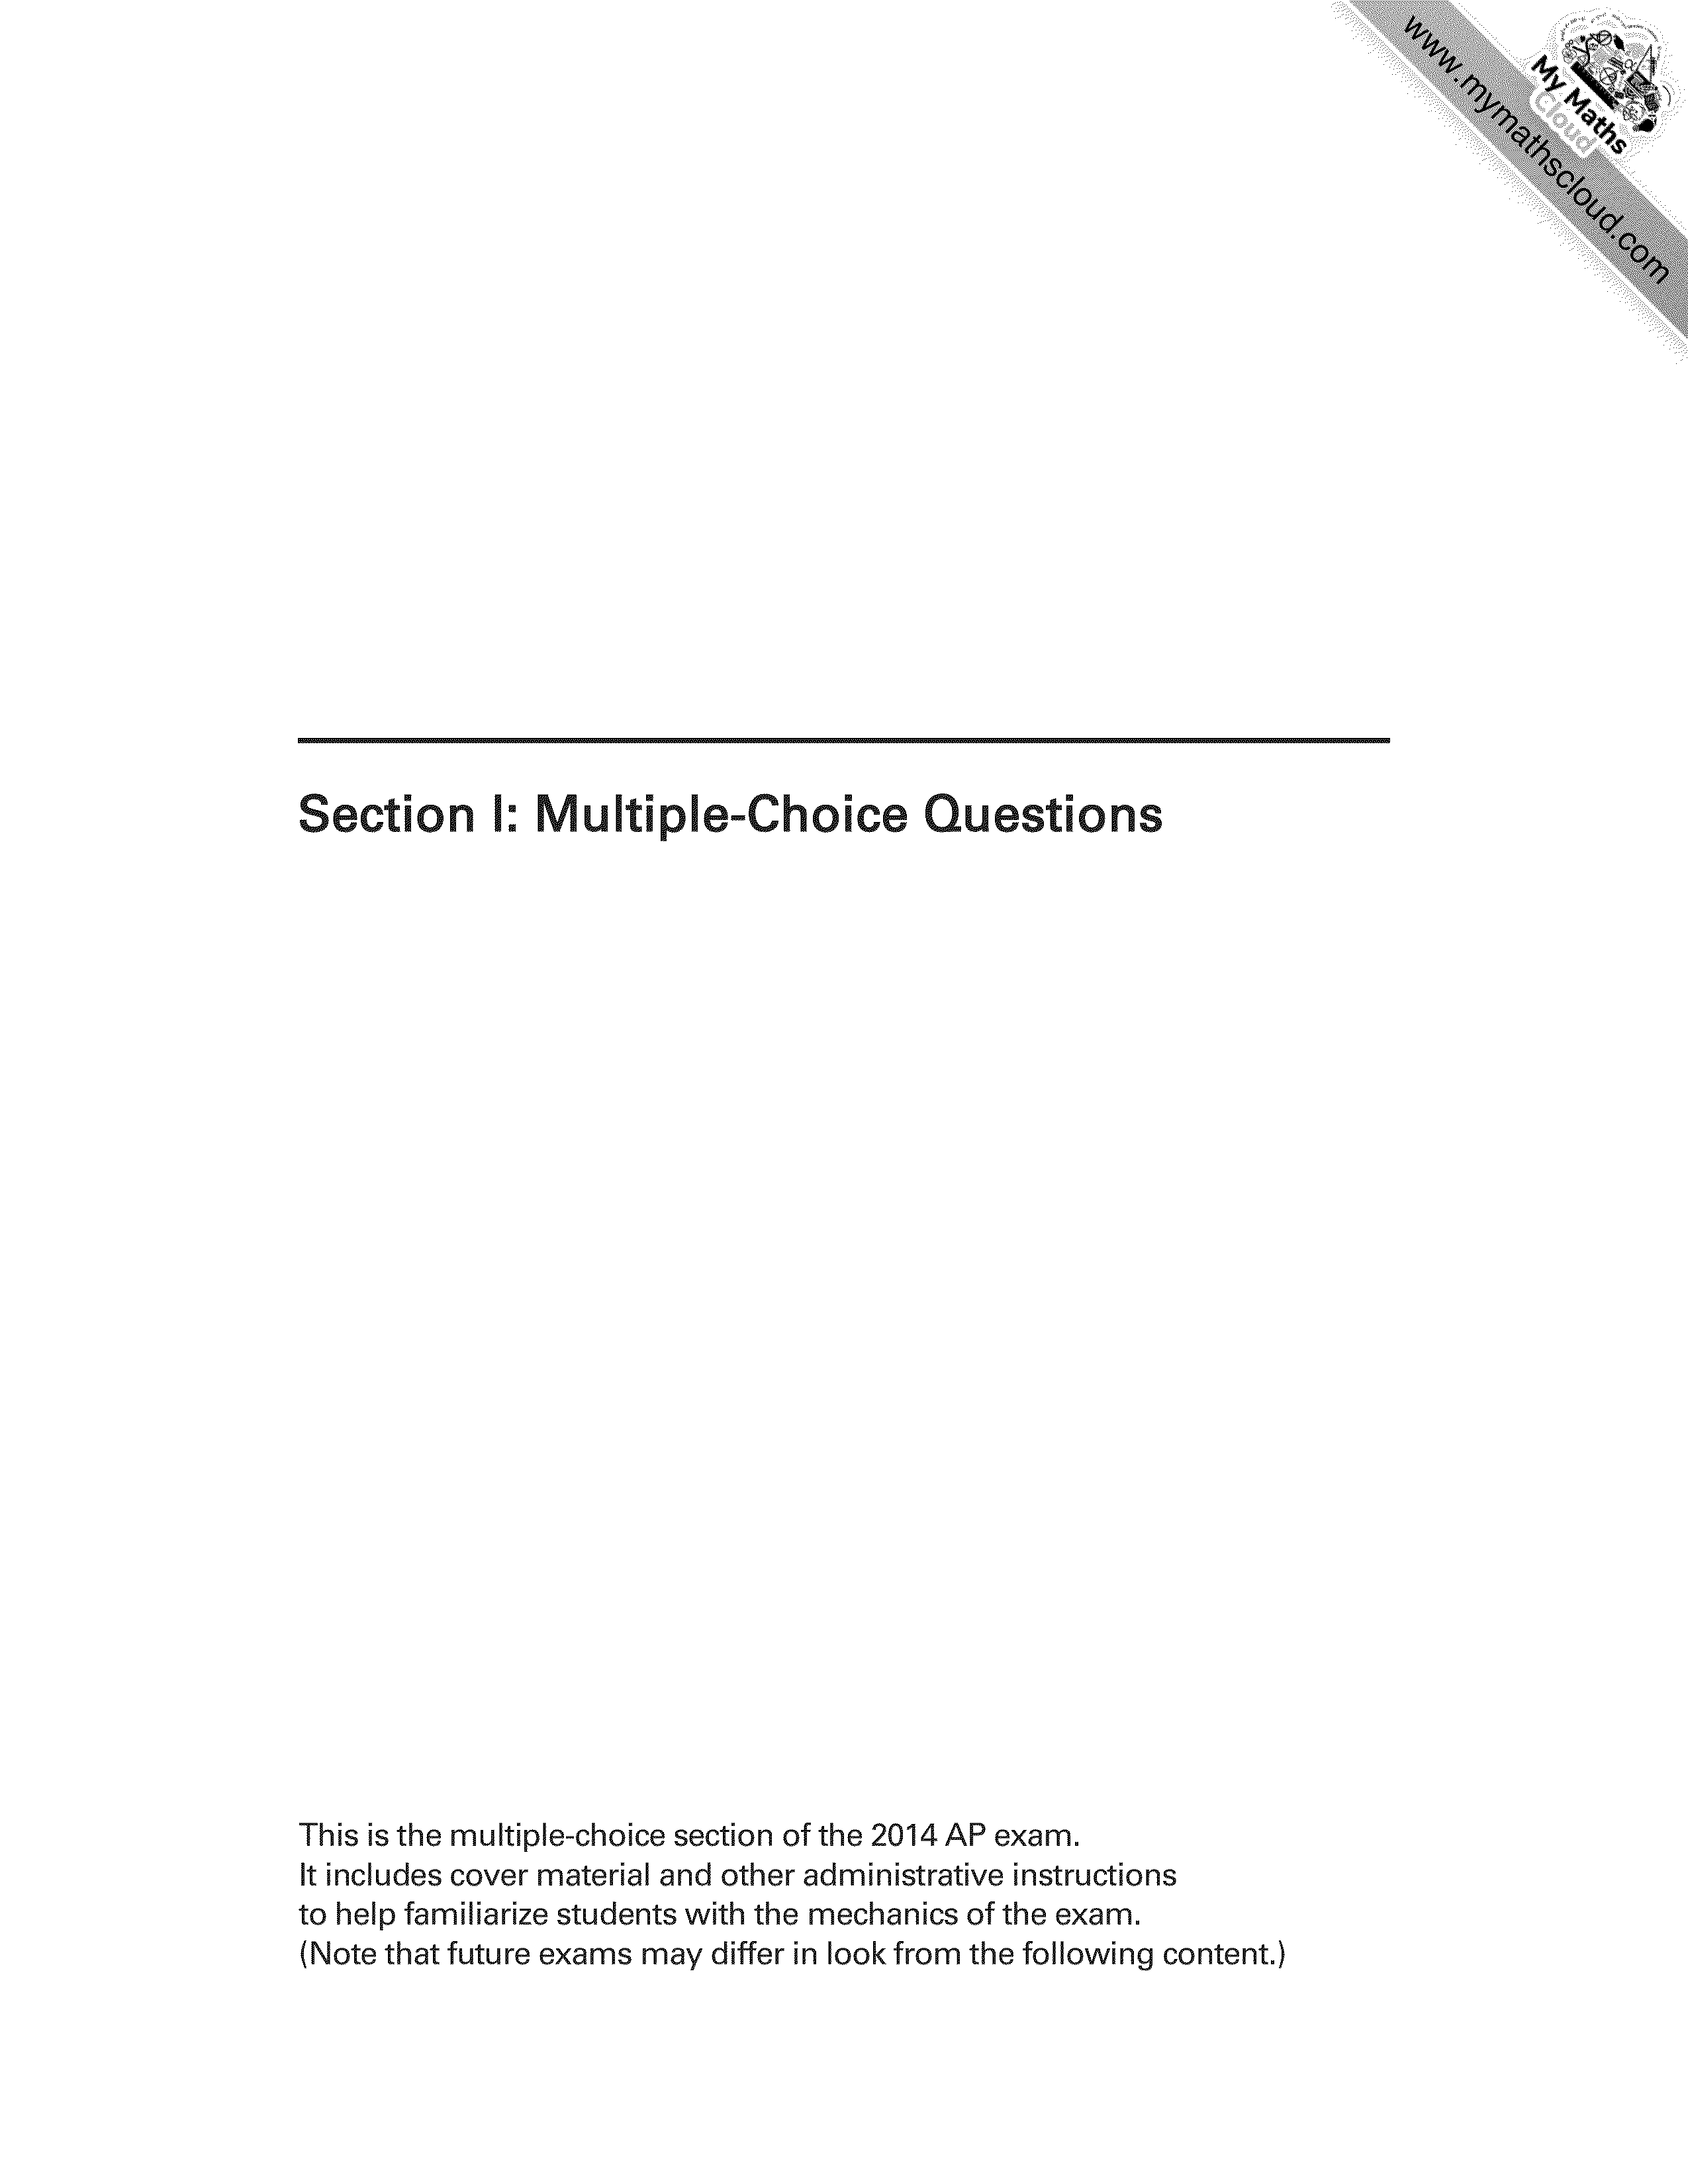 www.mymathscloud.com
My Maths
Cloud
Section I: Multiple-Choice Questions
This is the multiple-choice section of the 2014 AP exam.
It includes cover material and other administrative instructions
to help familiarize students with the mechanics of the exam.
(Note that future exams may differ in look from the following content.)